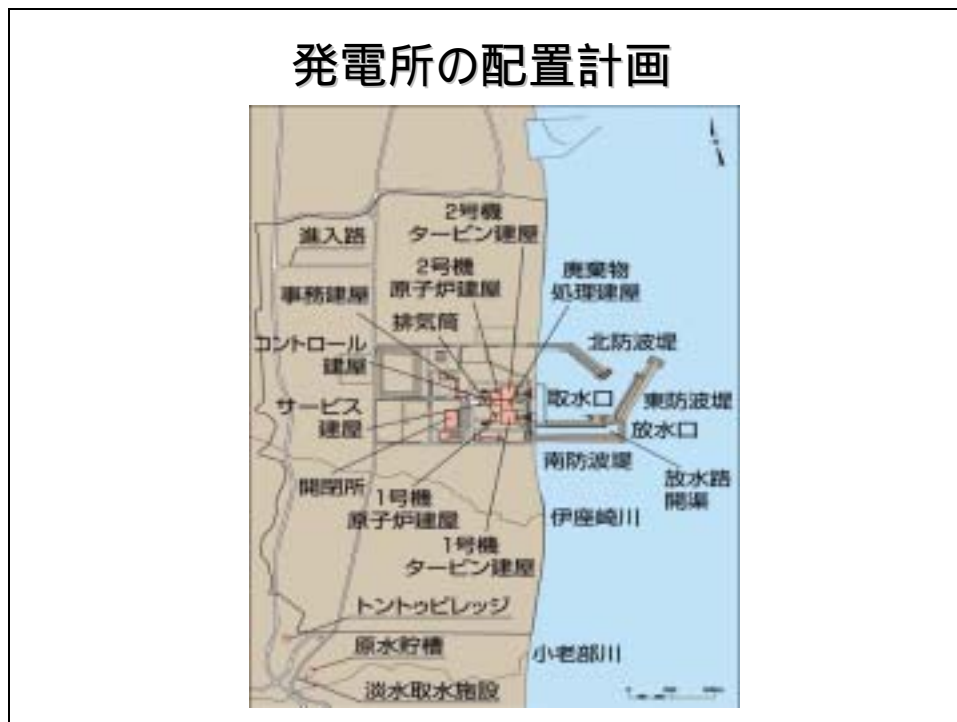 発電所の配置計画
2号機
タービン建屋
進入路
2号機
原子炉建屋
廃棄物
処理建屋
事務建屋
排気筒
コントロール
建屋
北防波堤
取水口
東防波堤
サービス
建屋
放水口
南防波堤
放水路
開渠
開閉所
1号機
原子炉建屋
伊座崎川
1号機
タービン建屋
トントゥビレッジ
原水貯槽
小老部川
淡水取水施設